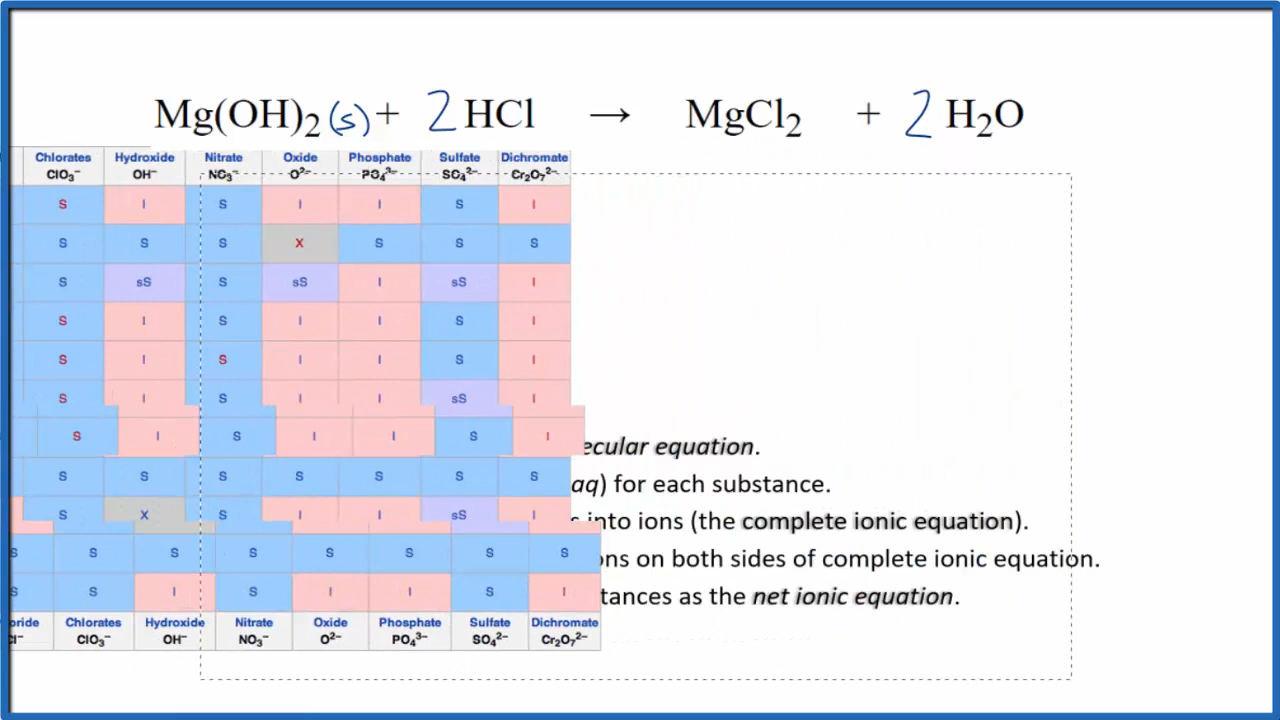 Mg(OH)₂ (s) + 2 HCl → MgCl₂ + 2 H₂O
Chlorates Hydroxide Nitrate Oxide Phosphate Sulfate Dichromate
ClO₃⁻ OH⁻ NO₃⁻ O²⁻ PO₄³⁻ SO₄²⁻ Cr₂O₇²⁻
S I S I I S I
S S S X S S S
S sS S sS I sS I
S I S I I S I
S I S I I S I
S I S I I sS I
S I S I I S I
ecular equation.
S S S S S S S
aq) for each substance.
S X S I I sS I
into ions (the complete ionic equation).
S S S S S S S S
ons on both sides of complete ionic equation.
S S I S I I S I
tances as the net ionic equation.
oride Chlorates Hydroxide Nitrate Oxide Phosphate Sulfate Dichromate
Cl⁻ ClO₃⁻ OH⁻ NO₃⁻ O²⁻ PO₄³⁻ SO₄²⁻ Cr₂O₇²⁻